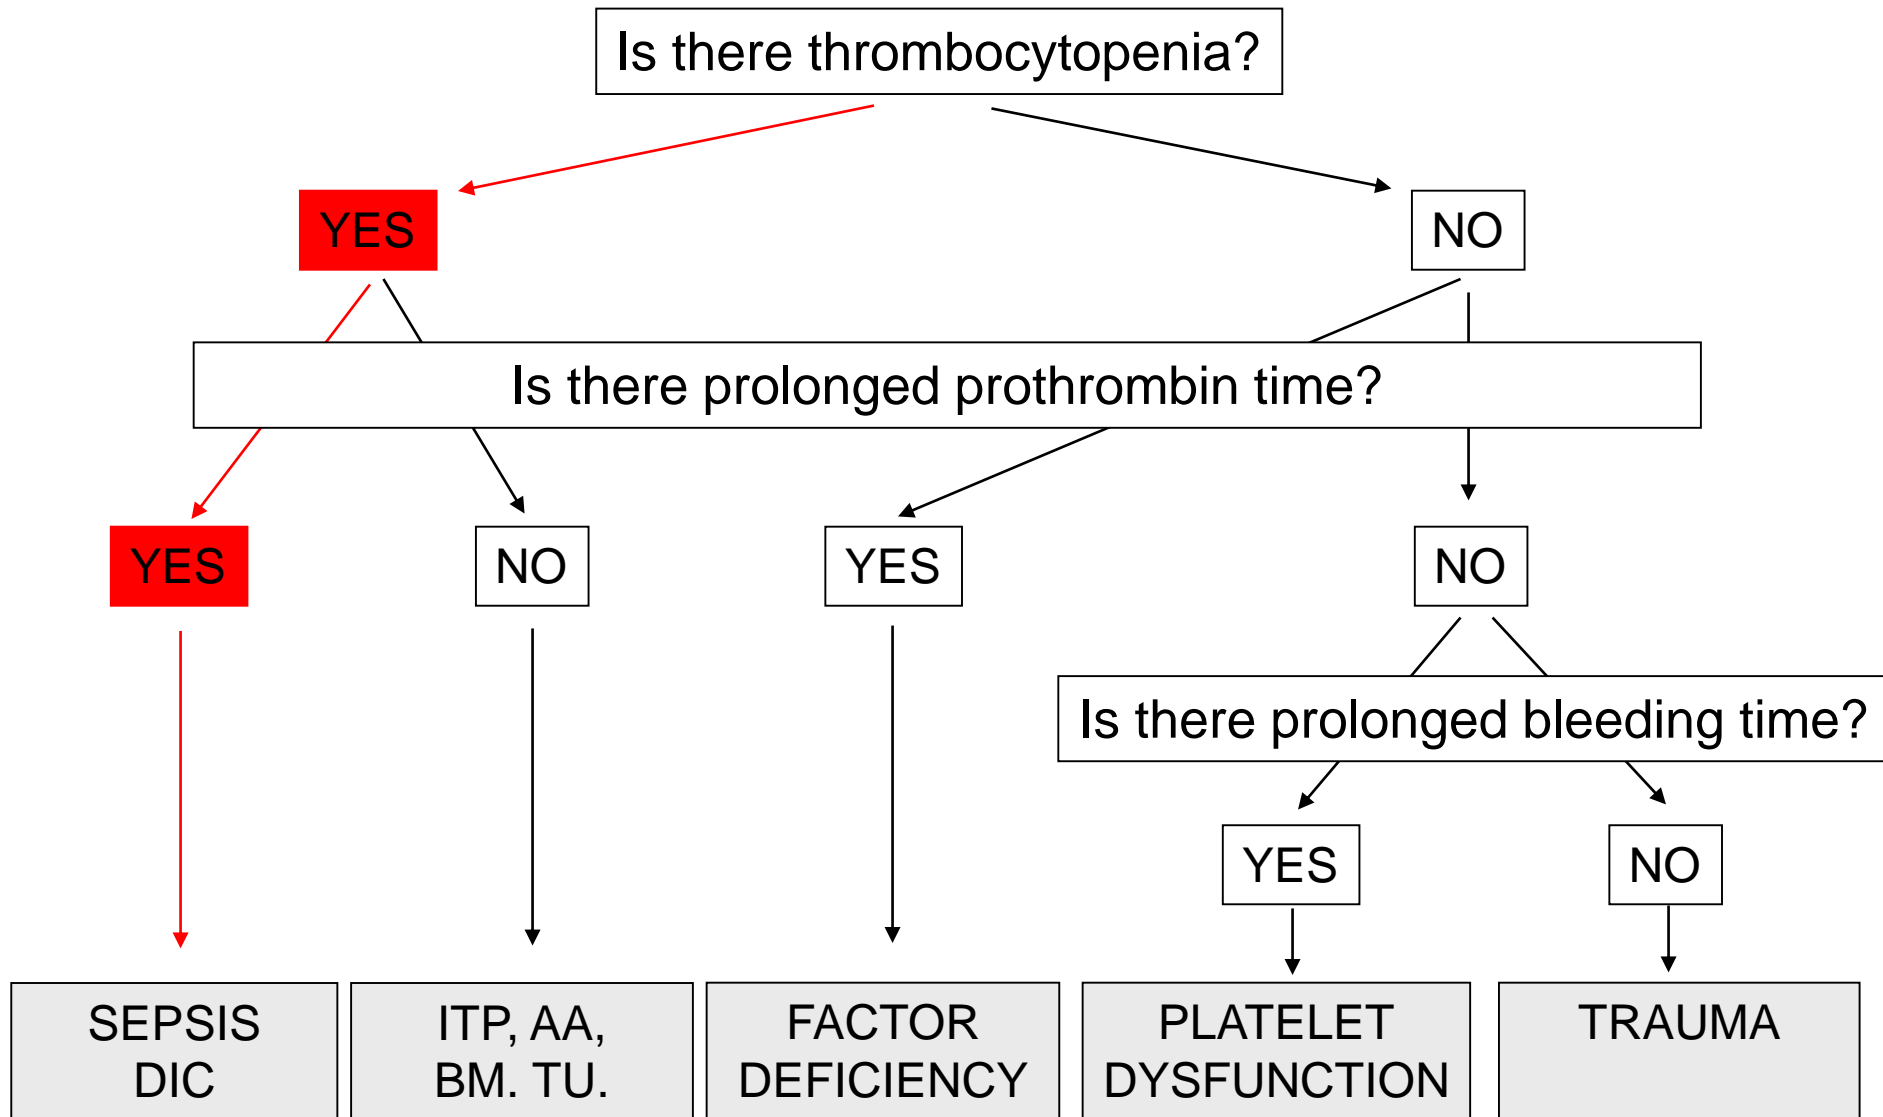 Is there thrombocytopenia?
YES
NO
Is there prolonged prothrombin time?
YES
NO
YES
NO
Is there prolonged bleeding time?
YES
NO
SEPSIS
DIC
ITP, AA,
BM. TU.
FACTOR
DEFICIENCY
PLATELET
DYSFUNCTION
TRAUMA